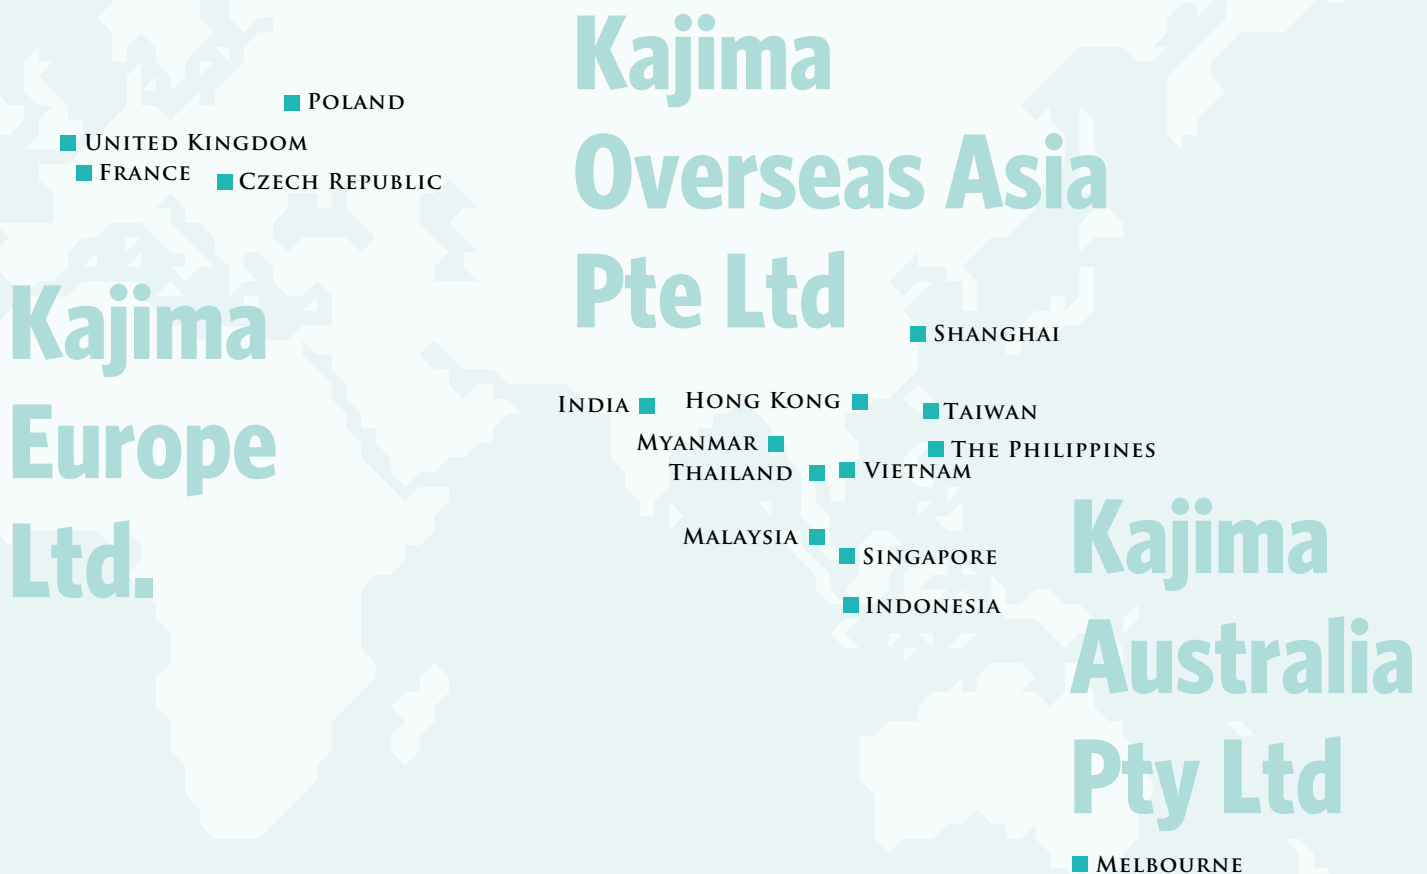 Kajima
Overseas Asia
Pte Ltd
POLAND
UNITED KINGDOM
FRANCE
CZECH REPUBLIC
Kajima
Europe
Ltd.
SHANGHAI
INDIA
HONG KONG
TAIWAN
MYANMAR
THE PHILIPPINES
THAILAND
VIETNAM
MALAYSIA
SINGAPORE
INDONESIA
Kajima
Australia
Pty Ltd
MELBOURNE